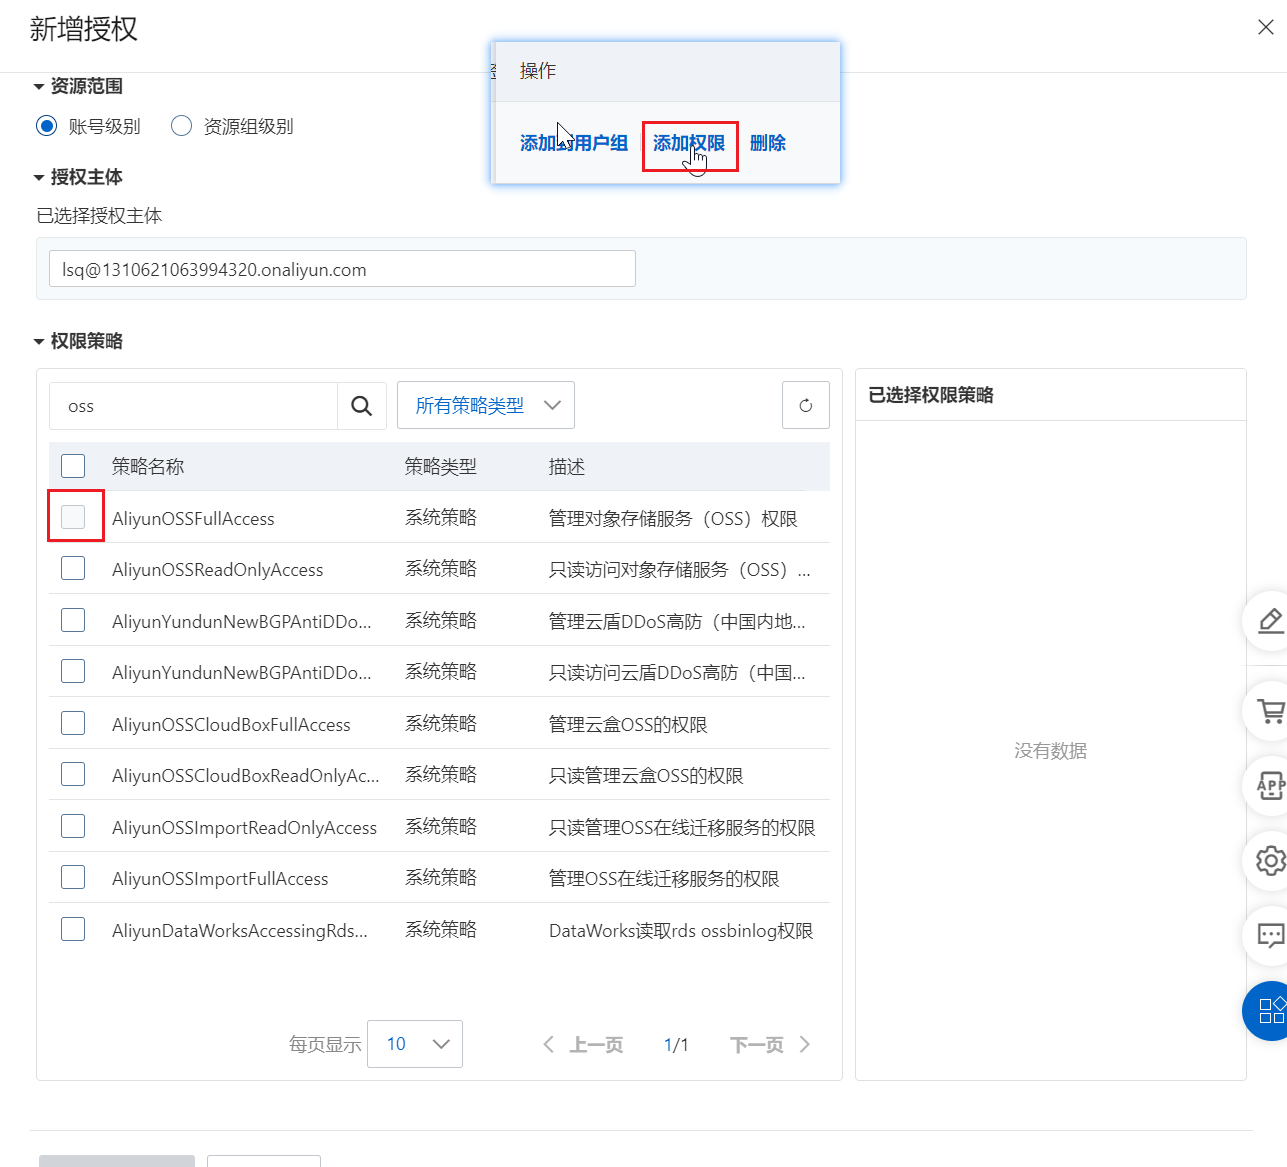 新增授权
操作
添加到用户组 添加权限 删除
资源范围
账号级别 资源组级别
授权主体
已选择授权主体
lsq@1310621063994320.onaliyun.com
权限策略
oss 所有策略类型
策略名称 策略类型 描述
AliyunOSSFullAccess 系统策略 管理对象存储服务（OSS）权限
AliyunOSSReadOnlyAccess 系统策略 只读访问对象存储服务（OSS）...
AliyunYundunNewBGPAntiDDo... 系统策略 管理云盾DDoS高防（中国内地...
AliyunYundunNewBGPAntiDDo... 系统策略 只读访问云盾DDoS高防（中国...
AliyunOSSCloudBoxFullAccess 系统策略 管理云盒OSS的权限
AliyunOSSCloudBoxReadOnlyAc... 系统策略 只读管理云盒OSS的权限
AliyunOSSImportReadOnlyAccess 系统策略 只读管理OSS在线迁移服务的权限
AliyunOSSImportFullAccess 系统策略 管理OSS在线迁移服务的权限
AliyunDataWorksAccessingRds... 系统策略 DataWorks读取rds ossbinlog权限
每页显示 10 上一页 1/1 下一页
已选择权限策略
没有数据
APP